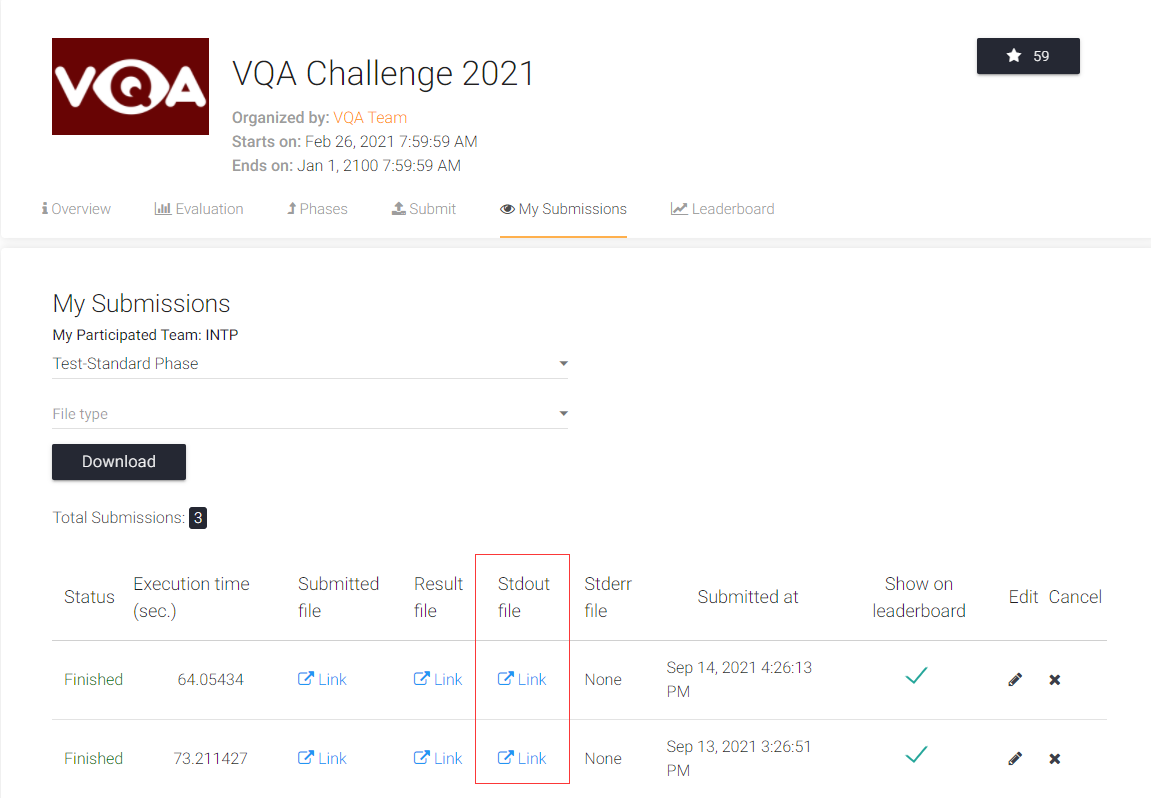 VQA
VQA Challenge 2021
59
Organized by: VQA Team
Starts on: Feb 26, 2021 7:59:59 AM
Ends on: Jan 1, 2100 7:59:59 AM
Overview Evaluation Phases Submit My Submissions Leaderboard
My Submissions
My Participated Team: INTP
Test-Standard Phase
File type
Download
Total Submissions: 3
Status Execution time (sec.) Submitted file Result file Stdout file Stderr file Submitted at Show on leaderboard Edit Cancel
Finished 64.05434 Link Link Link None Sep 14, 2021 4:26:13 PM
Finished 73.211427 Link Link Link None Sep 13, 2021 3:26:51 PM